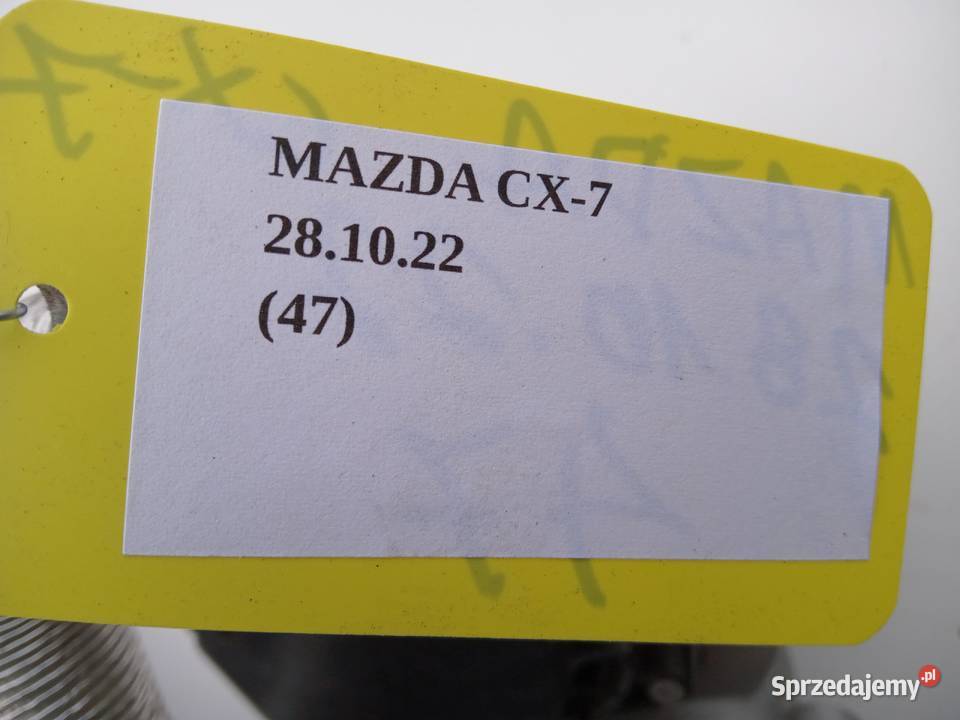 MAZDA CX-7
28.10.22
(47)
Sprzedajemy.pl